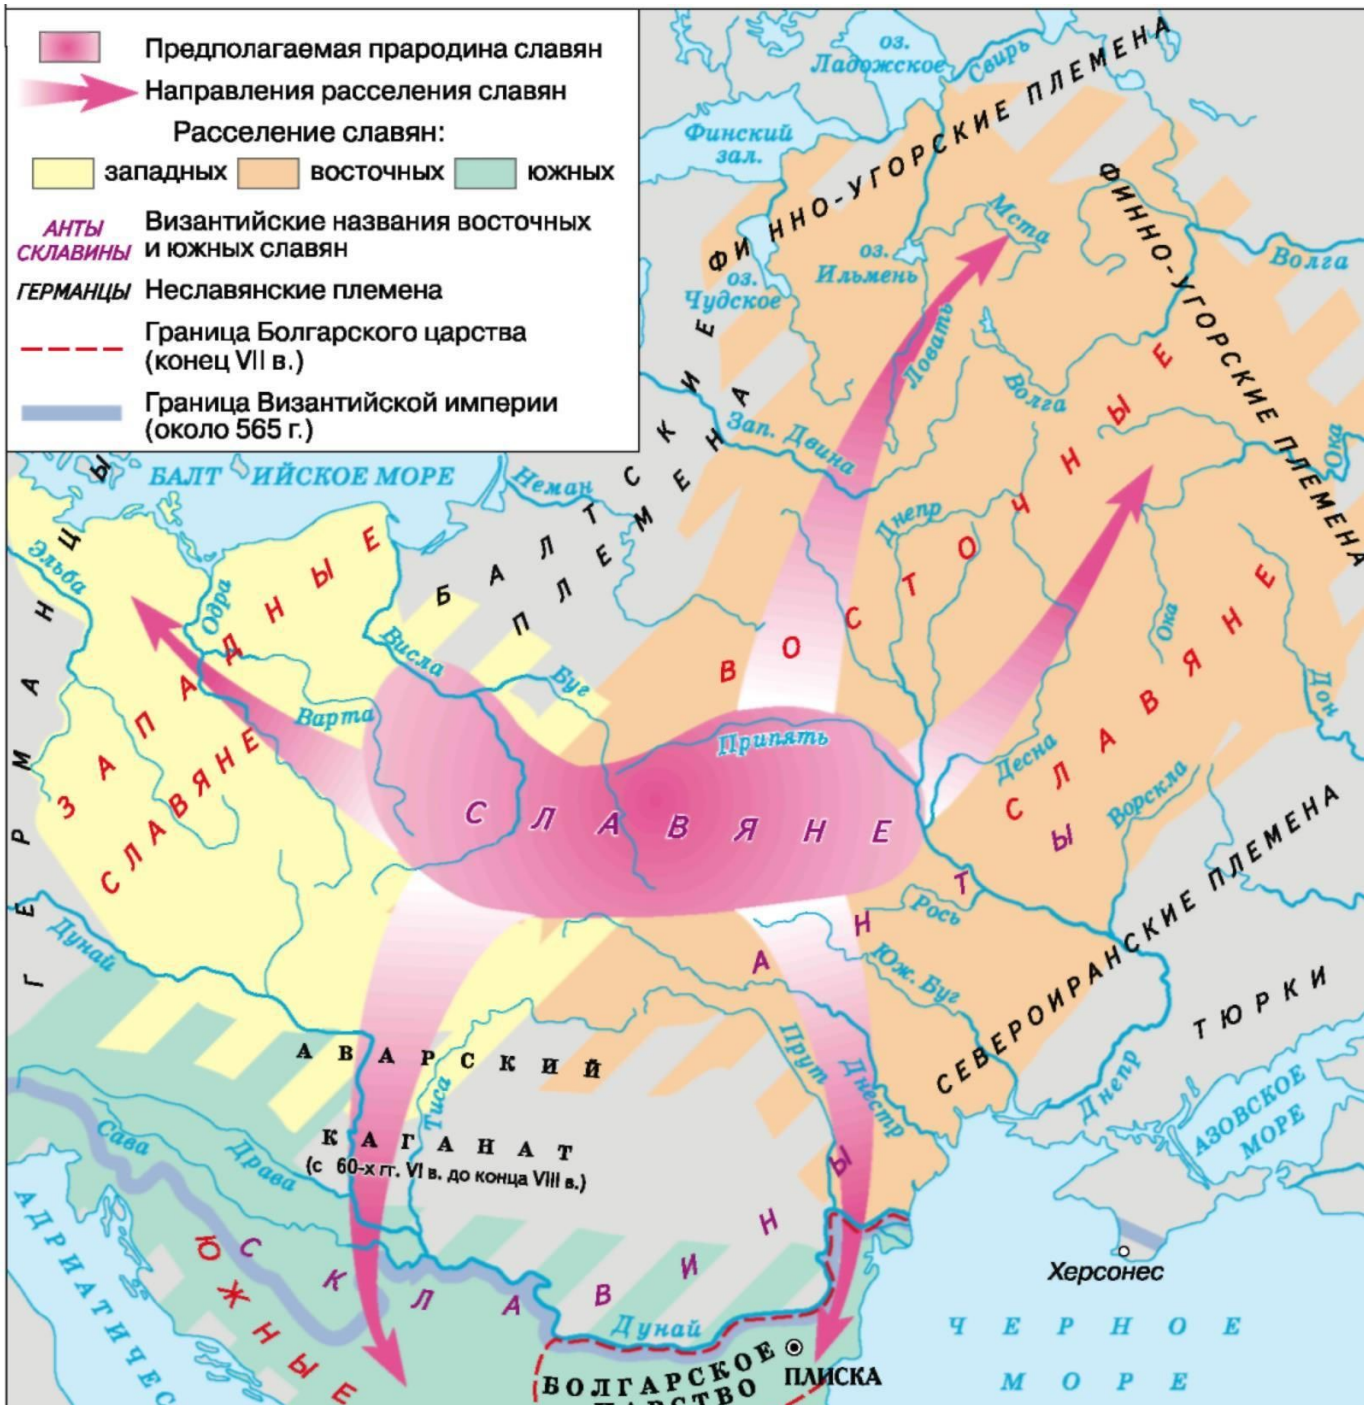 Предполагаемая прародина славян
Направления расселения славян
Расселение славян:
западных
восточных
южных
АНТЫ
СКЛАВИНЫ
Византийские названия восточных
и южных славян
ГЕРМАНЦЫ
Неславянские племена
Граница Болгарского царства
(конец VII в.)
Граница Византийской империи
(около 565 г.)
оз.
Ладожское
Свирь
Финский
зал.
ФИННО-УГОРСКИЕ ПЛЕМЕНА
ФИННО-УГОРСКИЕ ПЛЕМЕНА
Мста
оз.
Ильмень
оз.
Чудское
Волга
Ловать
Волга
Зап. Двина
Ока
БАЛТИЙСКОЕ МОРЕ
Неман
БАЛТСКИЕ
ПЛЕМЕНА
Днепр
Эльба
Одра
Висла
Буг
Варта
Припять
Десна
Ока
Дон
Ворскла
ГЕРМАНЦЫ
ЗАПАДНЫЕ
СЛАВЯНЕ
ВОСТОЧНЫЕ
СЛАВЯНЕ
СЛАВЯНЕ
АНТЫ
Рось
Юж. Буг
Дунай
СЕВЕРОИРАНСКИЕ ПЛЕМЕНА
ТЮРКИ
АВАРСКИЙ
КАГАНАТ
(с 60-х гг. VI в. до конца VIII в.)
Тиса
Прут
Днестр
Днепр
АЗОВСКОЕ
МОРЕ
Сава
Драва
АДРИАТИЧЕС
СКЛАВИНЫ
ЮЖНЫЕ
Дунай
Херсонес
ЧЕРНОЕ
МОРЕ
ПЛИСКА
БОЛГАРСКОЕ
ЦАРСТВО